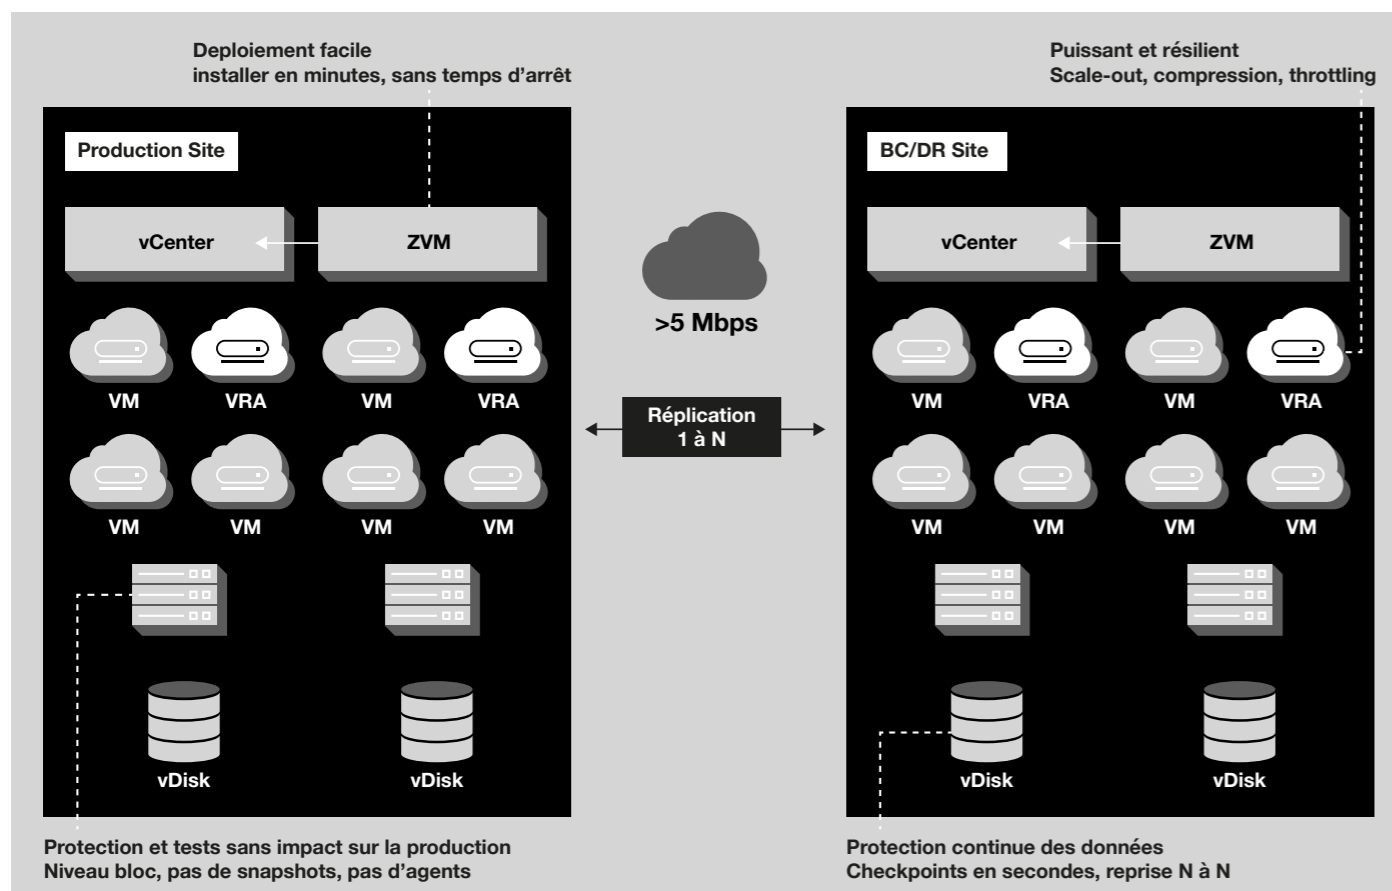 Deploiement facile
installer en minutes, sans temps d’arrêt
Puissant et résilient
Scale-out, compression, throttling
Production Site
vCenter
ZVM
VM
VRA
VM
VRA
VM
VM
VM
VM
vDisk
vDisk
Protection et tests sans impact sur la production
Niveau bloc, pas de snapshots, pas d’agents
>5 Mbps
Réplication
1 à N
BC/DR Site
vCenter
ZVM
VM
VRA
VM
VRA
VM
VM
VM
VM
vDisk
vDisk
Protection continue des données
Checkpoints en secondes, reprise N à N